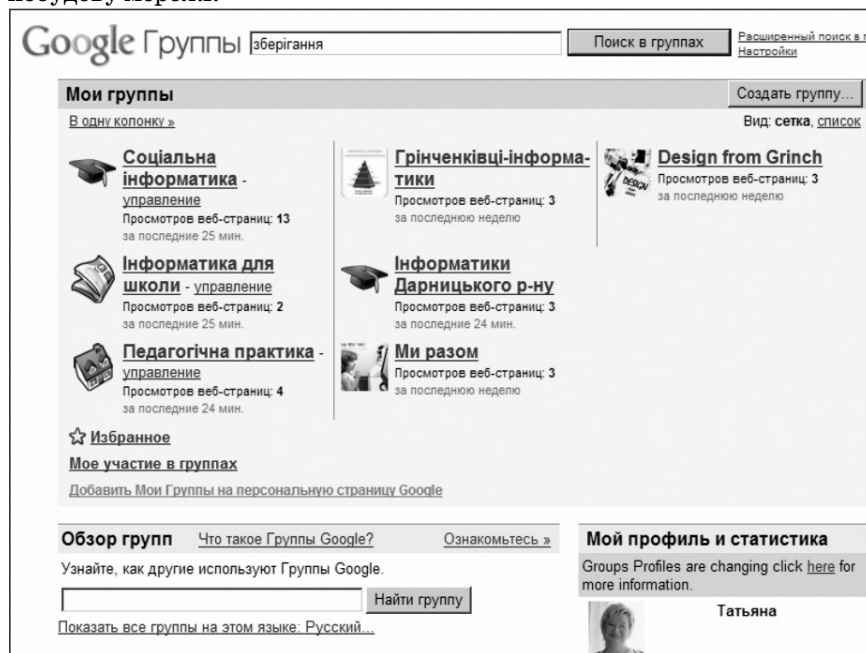 Google Группы
зберігання
Поиск в группах
Настройки
Мои группы
Создать группу...
В одну колонку »
Вид: сетка, список
Соціальна
інформатика -
управление
Просмотров веб-страниц: 13
за последние 25 мин.
Інформатика для
школи - управление
Просмотров веб-страниц: 2
за последние 25 мин.
Педагогічна практика -
управление
Просмотров веб-страниц: 4
за последние 24 мин.
Грінченківці-інформа-
тики
Просмотров веб-страниц: 3
за последнюю неделю
Інформатики
Дарницького р-ну
Просмотров веб-страниц: 3
за последние 24 мин.
Ми разом
Просмотров веб-страниц: 3
за последнюю неделю
Design from Grinch
Просмотров веб-страниц: 3
за последнюю неделю
DESIGN
Избранное
Мое участие в группах
Добавить Мои Группы на персональную страницу Google
Обзор групп Что такое Группы Google? Ознакомьтесь »
Узнайте, как другие используют Группы Google.
Найти группу
Показать все группы на этом языке: Русский...
Мой профиль и статистика
Groups Profiles are changing click here for
more information.
Татьяна